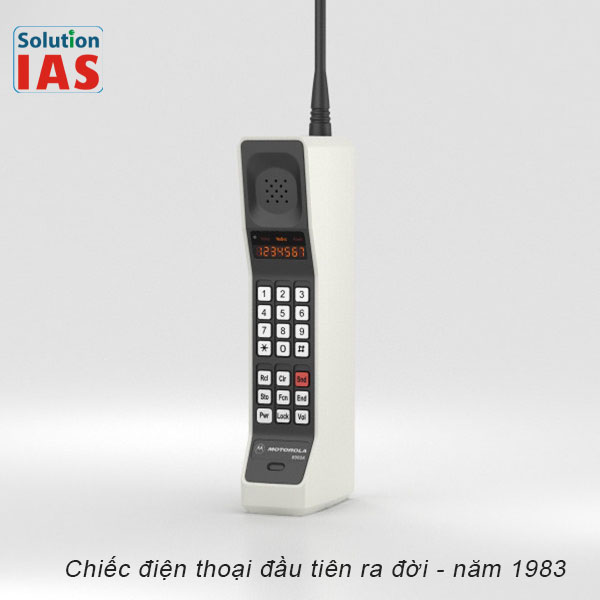 Solution
IAS
1234567
1 2 3
4 5 6
7 8 9
* 0 #
Rcl Clr Snd
Sto Fcn End
Pwr Lock Vol
MOTOROLA
Chiếc điện thoại đầu tiên ra đời - năm 1983